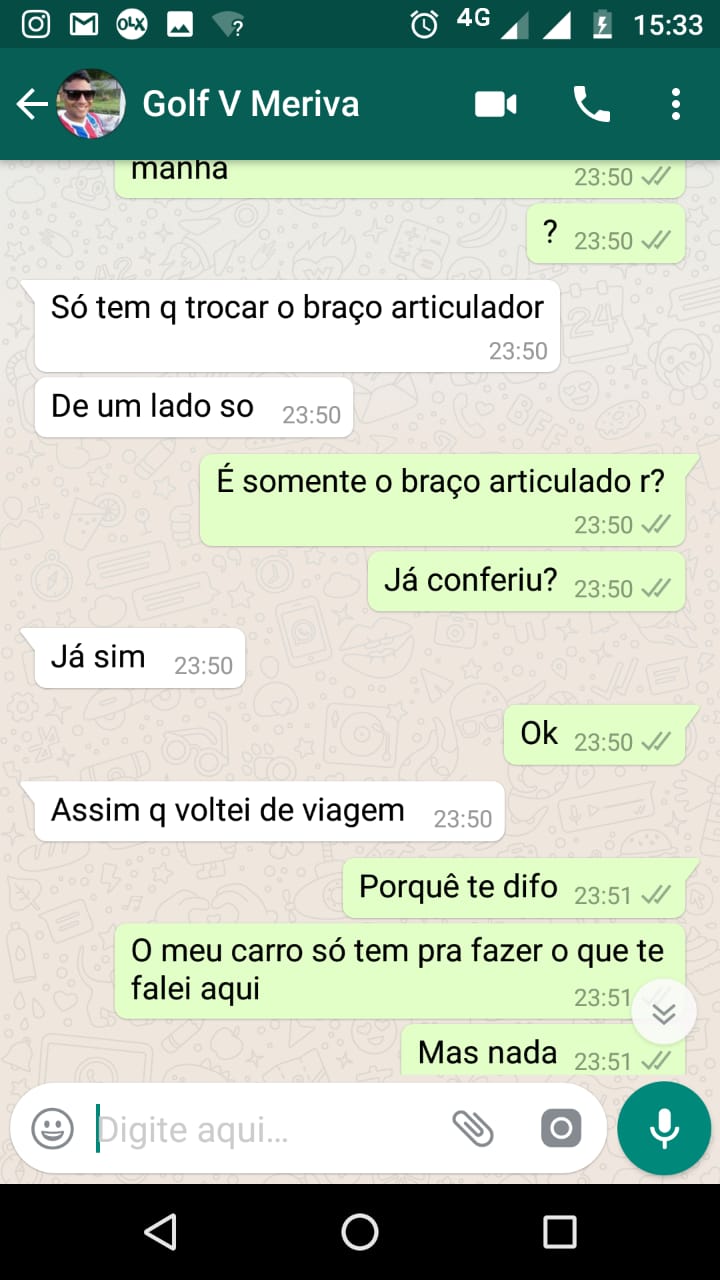 OLX
?
4G
15:33
Golf V Meriva
manha
23:50
? 23:50
Só tem q trocar o braço articulador
23:50
De um lado so 23:50
É somente o braço articulado r?
23:50
Já conferiu? 23:50
Já sim 23:50
Ok 23:50
Assim q voltei de viagem 23:50
Porquê te difo 23:51
O meu carro só tem pra fazer o que te
falei aqui
23:51
Mas nada 23:51
Digite aqui...